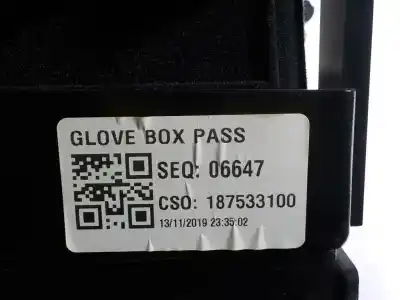 GLOVE BOX PASS
SEQ: 06647
CSO: 187533100
13/11/2019 23:35:02